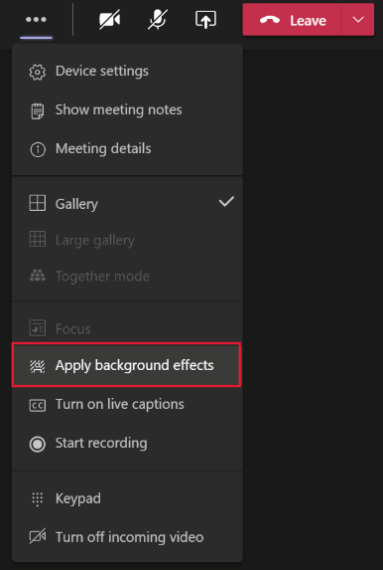 Leave
Device settings
Show meeting notes
Meeting details
Gallery
Large gallery
Together mode
Focus
Apply background effects
CC Turn on live captions
Start recording
Keypad
Turn off incoming video